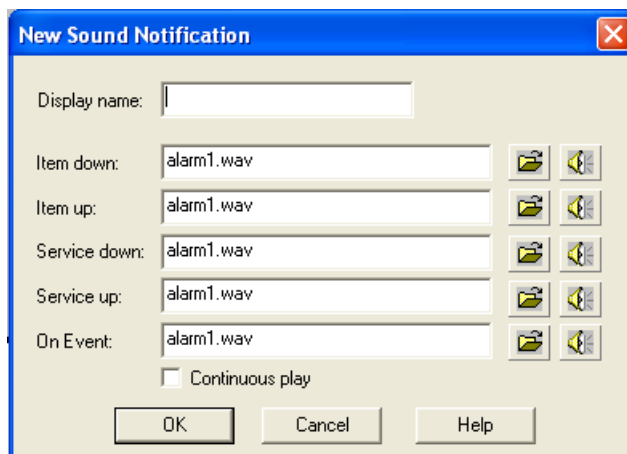 New Sound Notification
Display name:
Item down: alarm1.wav
Item up: alarm1.wav
Service down: alarm1.wav
Service up: alarm1.wav
On Event: alarm1.wav
Continuous play
OK Cancel Help